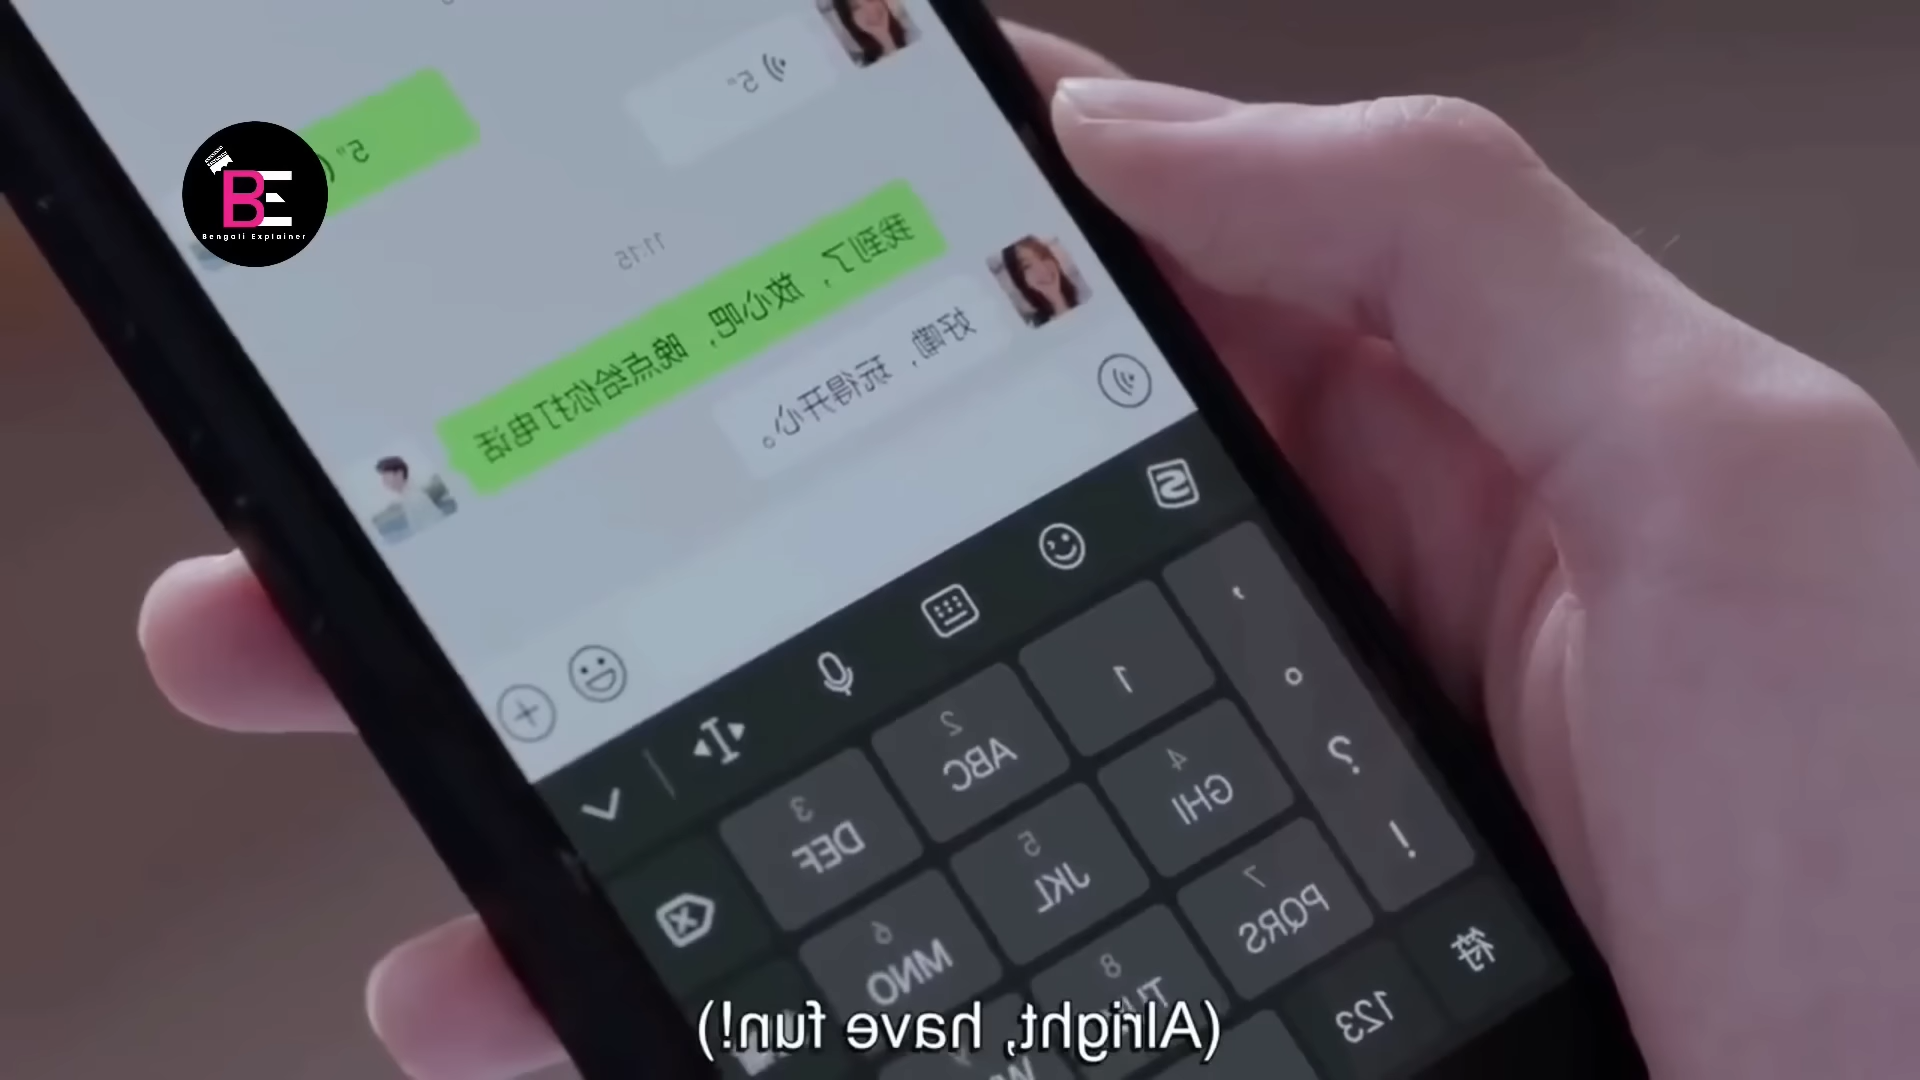 5"
5"
BE
Bengali Explainer
11:15
我到了，放心吧，晚点给你打电话
好嘞，玩得开心。
S
，
1
。
2
ABC
?
4
GHI
3
DEF
!
5
JKL
7
PQRS
6
MNO
符
8
123
(Alright, have fun!)